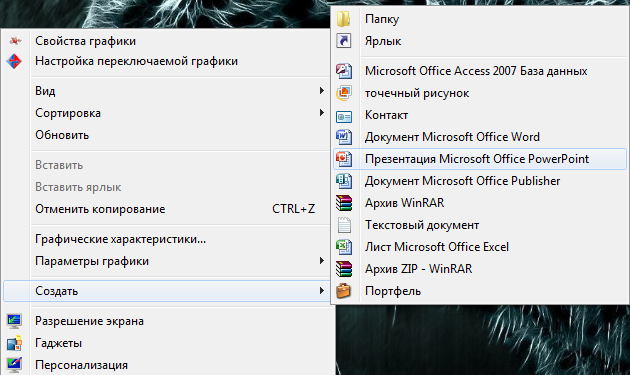 Свойства графики
Настройка переключаемой графики
Вид
Сортировка
Обновить
Вставить
Вставить ярлык
Отменить копирование CTRL+Z
Графические характеристики...
Параметры графики
Создать
Разрешение экрана
Гаджеты
Персонализация
Папку
Ярлык
Microsoft Office Access 2007 База данных
точечный рисунок
Контакт
Документ Microsoft Office Word
Презентация Microsoft Office PowerPoint
Документ Microsoft Office Publisher
Архив WinRAR
Текстовый документ
Лист Microsoft Office Excel
Архив ZIP - WinRAR
Портфель